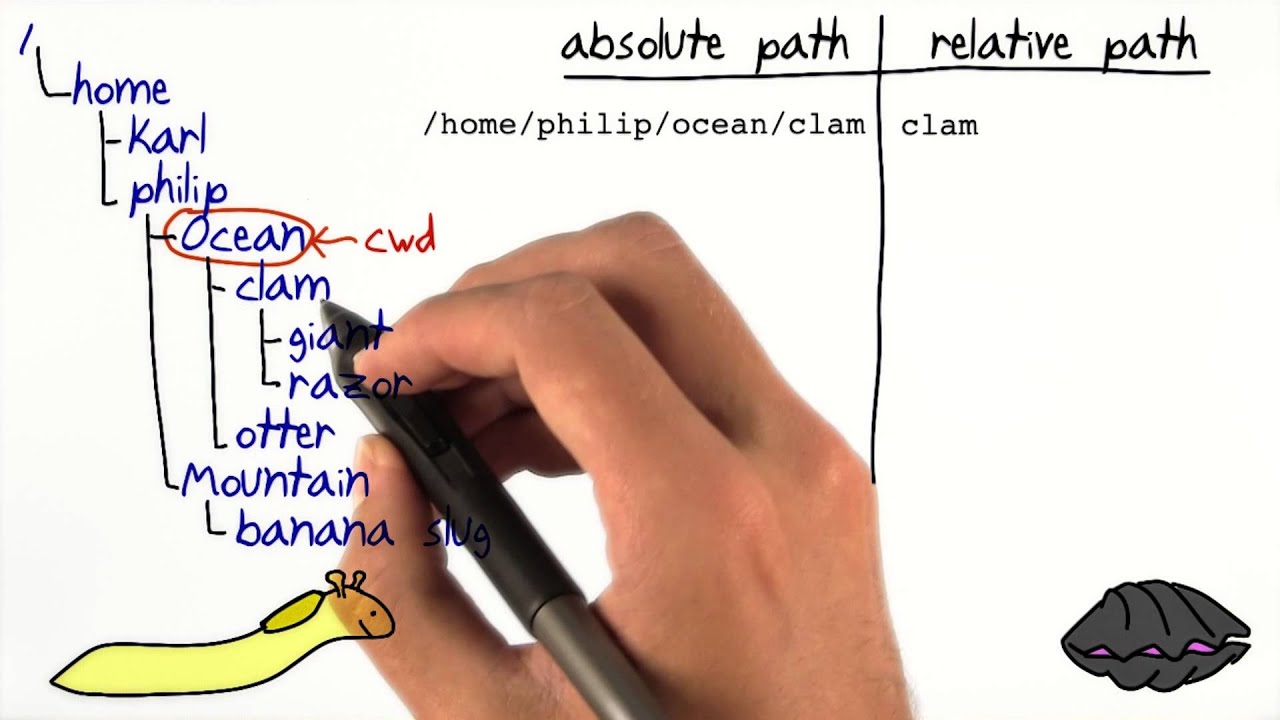 /
home
Karl
philip
Ocean
cwd
clam
giant
razor
otter
Mountain
banana slug
absolute path
relative path
/home/philip/ocean/clam
clam